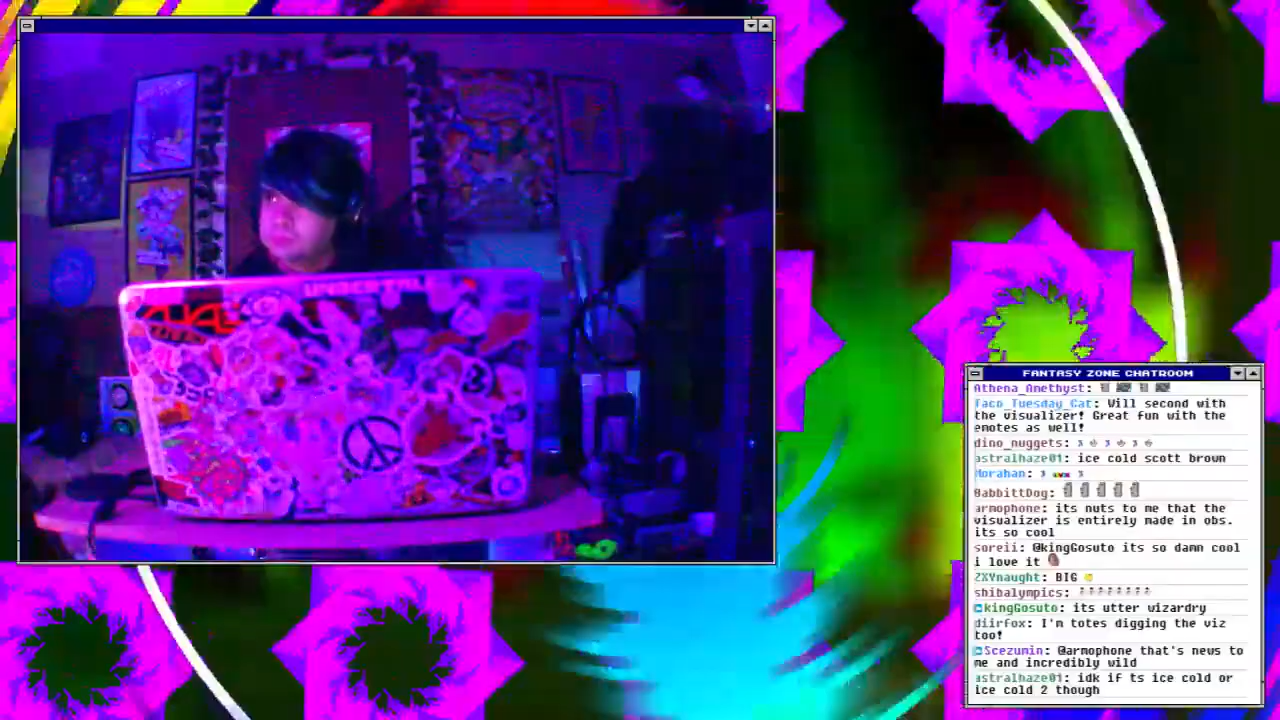 UNDERTALE
FANTASY ZONE CHATROOM
Athena_Amethyst:
Taco_Tuesday_Cat: Will second with
the visualizer! Great fun with the
emotes as well!
dino_nuggets:
astralhaze01: ice cold scott brown
Morahan:
BabbittDog:
armophone: its nuts to me that the
visualizer is entirely made in obs.
its so cool
soreii: @kingGosuto its so damn cool
i love it
ZXYnaught: BIG
shibalympics:
kingGosuto: its utter wizardry
diirfox: I'm totes digging the viz
too!
Scezumin: @armophone that's news to
me and incredibly wild
astralhaze01: idk if ts ice cold or
ice cold 2 though